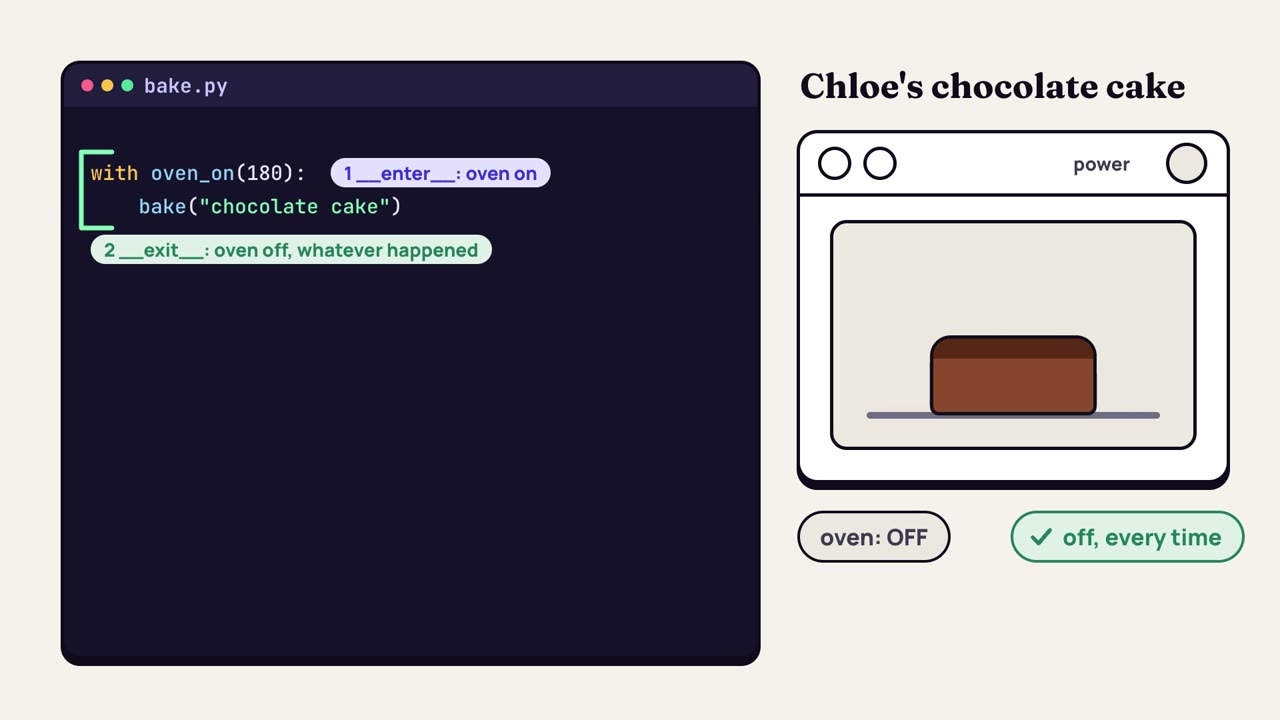 bake.py
with oven_on(180): 1 __enter__: oven on
bake("chocolate cake")
2 __exit__: oven off, whatever happened
Chloe's chocolate cake
power
oven: OFF
✓ off, every time